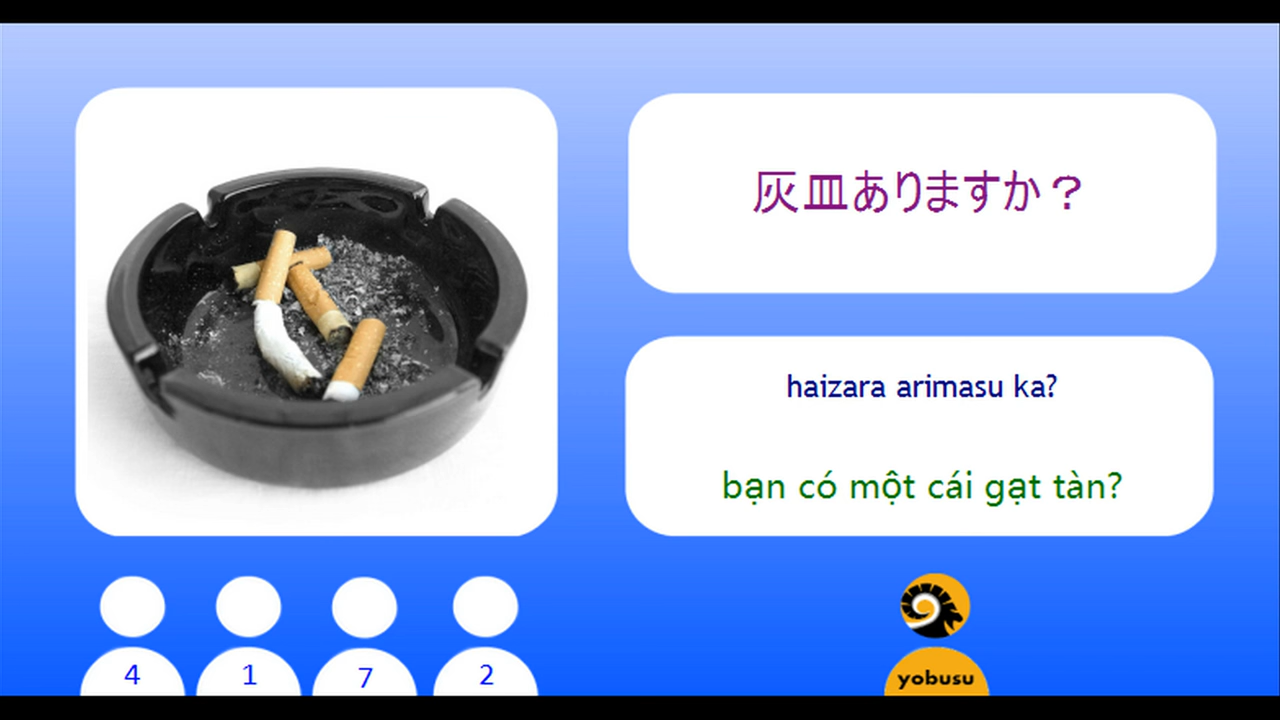 灰皿ありますか？
haizara arimasu ka?
bạn có một cái gạt tàn?
4 1 7 2
yobusu